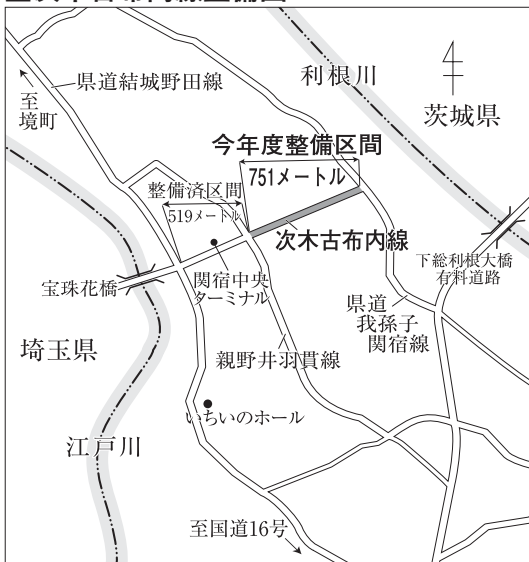 県道結城野田線
至
境町
利根川
茨城県
今年度整備区間
751メートル
整備済区間
519メートル
次木古布内線
下総利根大橋
有料道路
宝珠花橋
関宿中央
ターミナル
県道
我孫子
関宿線
埼玉県
親野井羽貫線
いちいのホール
江戸川
至国道16号